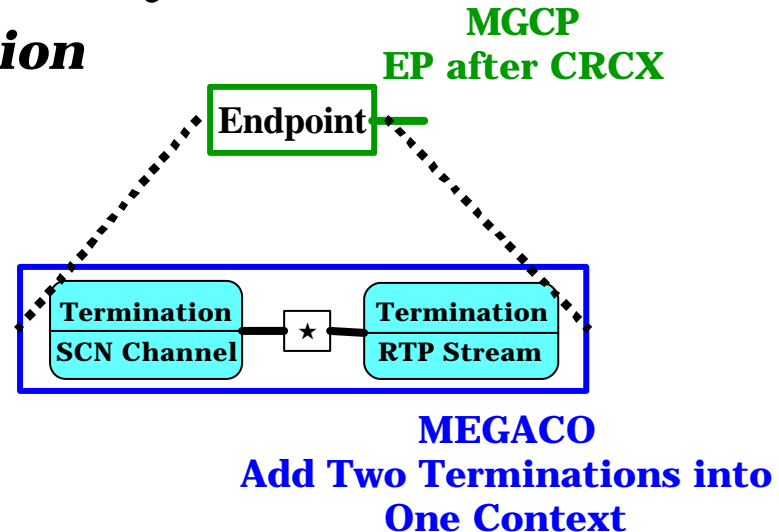 MGCP
ion
EP after CRCX
Endpoint
Termination
SCN Channel
★
Termination
RTP Stream
MEGACO
Add Two Terminations into
One Context